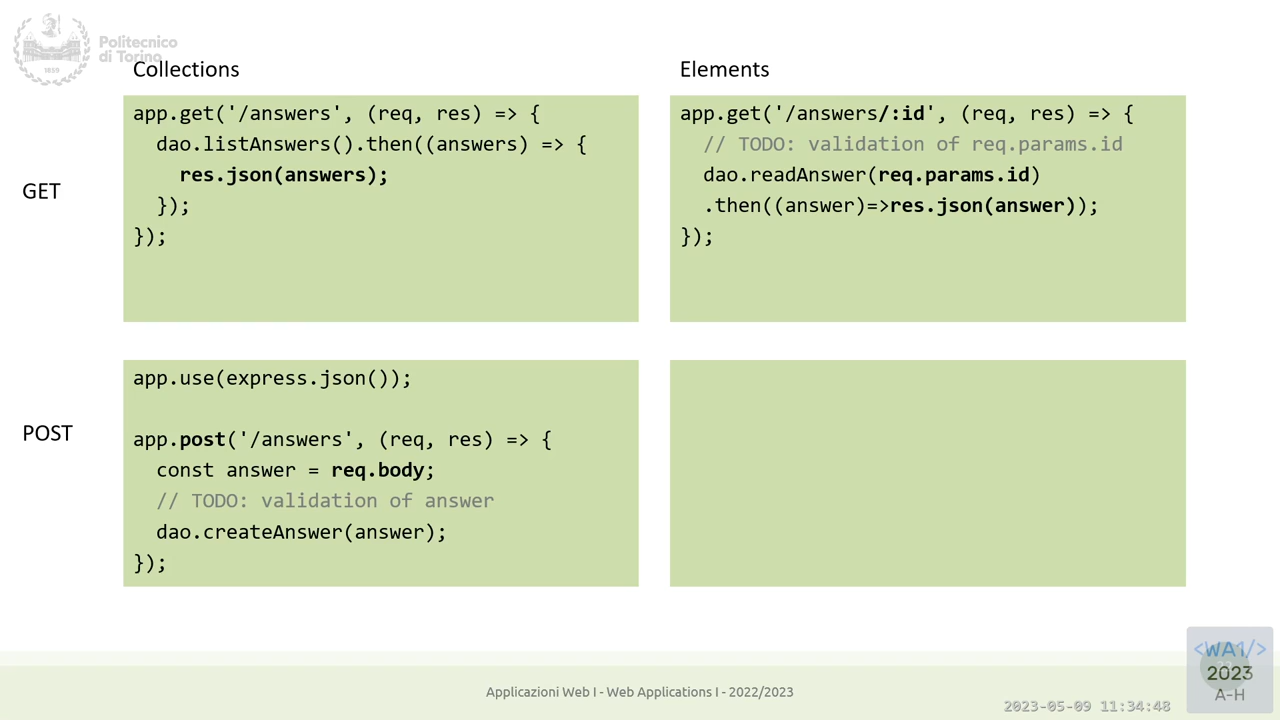 Politecnico
di Torino
1859
Collections
Elements
GET
app.get('/answers', (req, res) => {
  dao.listAnswers().then((answers) => {
    res.json(answers);
  });
});
app.get('/answers/:id', (req, res) => {
  // TODO: validation of req.params.id
  dao.readAnswer(req.params.id)
  .then((answer)=>res.json(answer));
});
POST
app.use(express.json());
app.post('/answers', (req, res) => {
  const answer = req.body;
  // TODO: validation of answer
  dao.createAnswer(answer);
});
Applicazioni Web I - Web Applications I - 2022/2023
2023-05-09 11:34:48
<WA1/>
2023
A-H